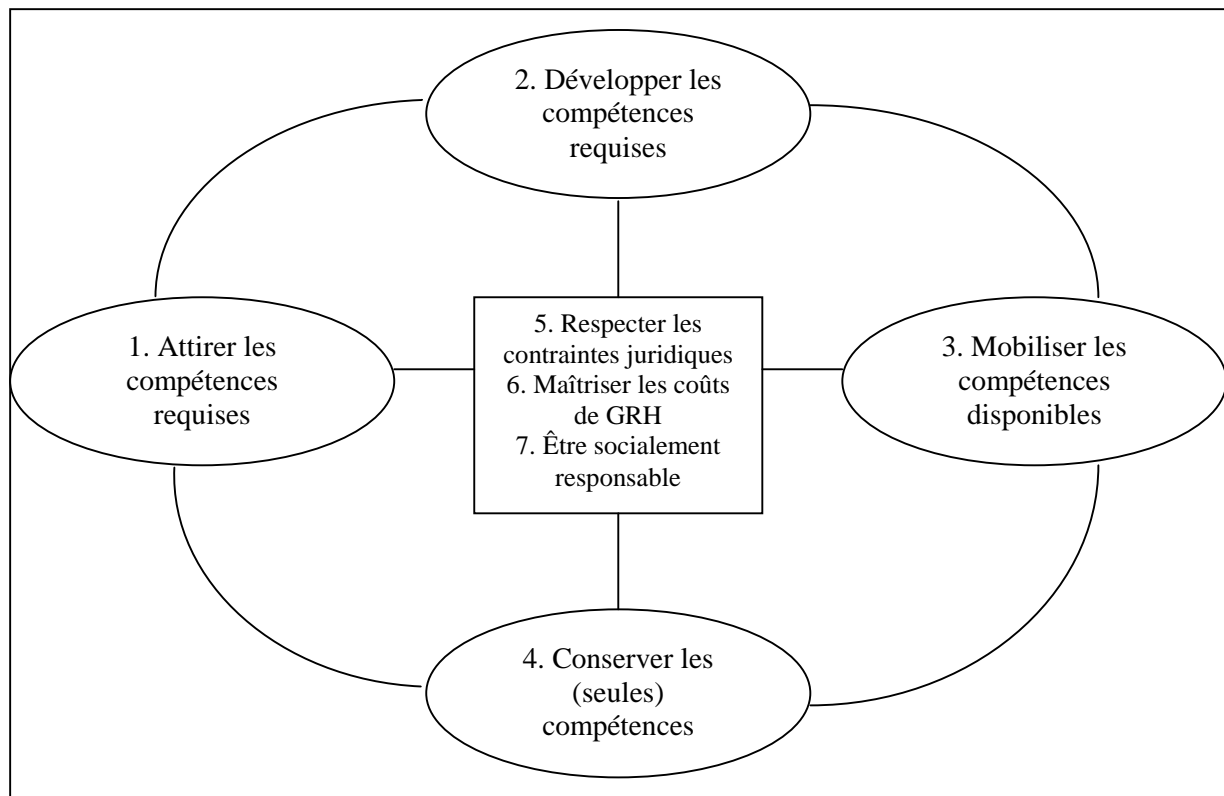 2. Développer les
compétences
requises
1. Attirer les
compétences
requises
5. Respecter les
contraintes juridiques
6. Maîtriser les coûts
de GRH
7. Être socialement
responsable
3. Mobiliser les
compétences
disponibles
4. Conserver les
(seules)
compétences